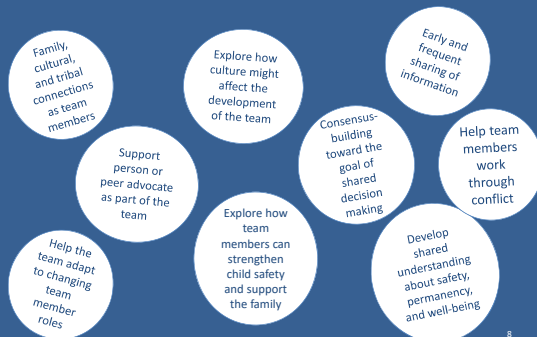 Family,
cultural,
and tribal
connections
as team
members
Explore how
culture might
affect the
development
of the team
Early and
frequent
sharing of
information
Support
person or
peer advocate
as part of the
team
Consensus-
building
toward the
goal of
shared
decision
making
Help team
members
work
through
conflict
Help the
team adapt
to changing
team
member
roles
Explore how
team
members can
strengthen
child safety
and support
the family
Develop
shared
understanding
about safety,
permanency,
and well-being
8